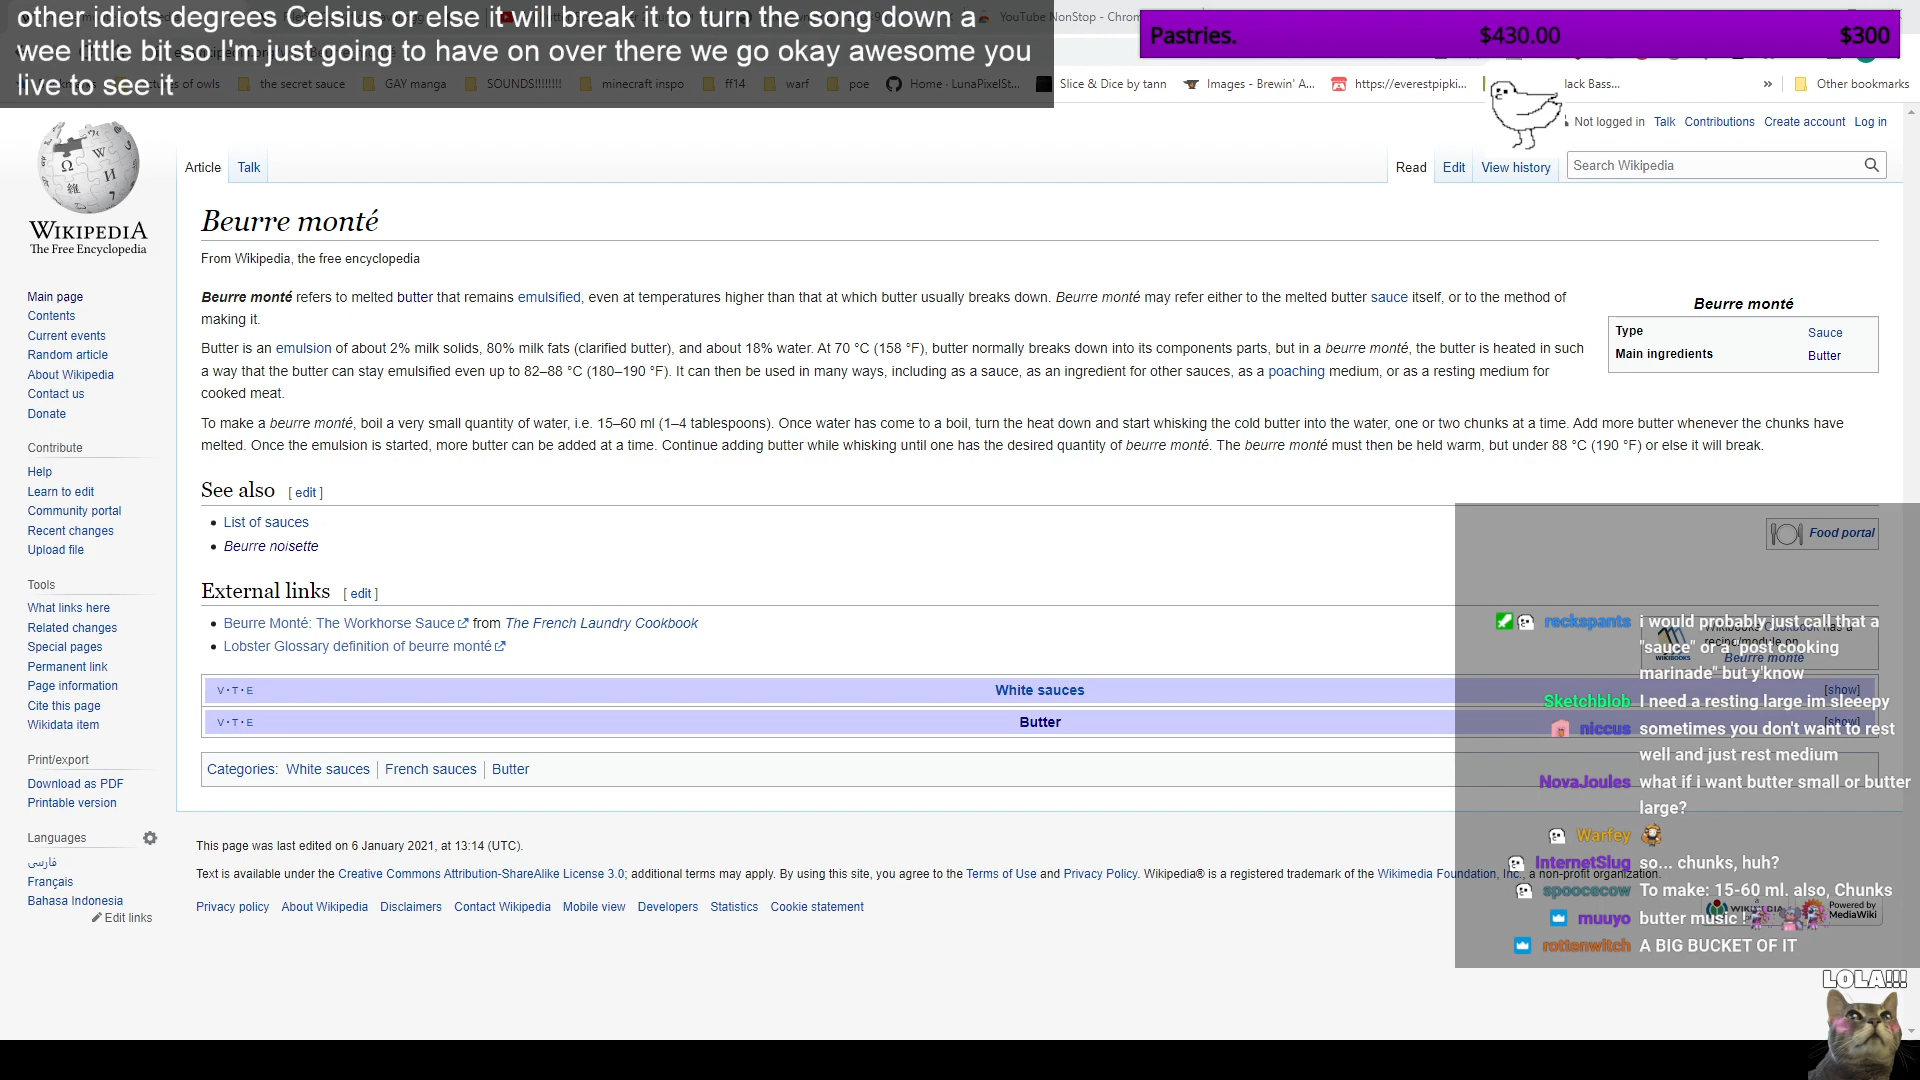 other idiots degrees Celsius or else it will break it to turn the song down a
wee little bit so I'm just going to have on over there we go okay awesome you
live to see it
Pastries. $430.00 $300
YouTube NonStop - Chrom
of owls the secret sauce GAY manga SOUNDS!!!!!!!! minecraft inspo ff14 warf poe Home · LunaPixelSt... Slice & Dice by tann Images - Brewin' A... https://everestpipki... lack Bass... » Other bookmarks
Not logged in Talk Contributions Create account Log in
Article Talk Read Edit View history Search Wikipedia
WIKIPEDIA
The Free Encyclopedia
Main page
Contents
Current events
Random article
About Wikipedia
Contact us
Donate
Contribute
Help
Learn to edit
Community portal
Recent changes
Upload file
Tools
What links here
Related changes
Special pages
Permanent link
Page information
Cite this page
Wikidata item
Print/export
Download as PDF
Printable version
Languages
فارسی
Français
Bahasa Indonesia
Edit links
Beurre monté
From Wikipedia, the free encyclopedia
Beurre monté refers to melted butter that remains emulsified, even at temperatures higher than that at which butter usually breaks down. Beurre monté may refer either to the melted butter sauce itself, or to the method of
making it.
Butter is an emulsion of about 2% milk solids, 80% milk fats (clarified butter), and about 18% water. At 70 °C (158 °F), butter normally breaks down into its components parts, but in a beurre monté, the butter is heated in such
a way that the butter can stay emulsified even up to 82–88 °C (180–190 °F). It can then be used in many ways, including as a sauce, as an ingredient for other sauces, as a poaching medium, or as a resting medium for
cooked meat.
To make a beurre monté, boil a very small quantity of water, i.e. 15–60 ml (1–4 tablespoons). Once water has come to a boil, turn the heat down and start whisking the cold butter into the water, one or two chunks at a time. Add more butter whenever the chunks have
melted. Once the emulsion is started, more butter can be added at a time. Continue adding butter while whisking until one has the desired quantity of beurre monté. The beurre monté must then be held warm, but under 88 °C (190 °F) or else it will break.
Beurre monté
Type Sauce
Main ingredients Butter
See also [ edit ]
List of sauces
Beurre noisette
Food portal
External links [ edit ]
Beurre Monté: The Workhorse Sauce from The French Laundry Cookbook
Lobster Glossary definition of beurre monté
Wikibooks Cookbook has a
recipe/module on
Beurre monté
WIKIBOOKS
V·T·E White sauces [show]
V·T·E Butter [show]
Categories: White sauces | French sauces | Butter
This page was last edited on 6 January 2021, at 13:14 (UTC).
Text is available under the Creative Commons Attribution-ShareAlike License 3.0; additional terms may apply. By using this site, you agree to the Terms of Use and Privacy Policy. Wikipedia® is a registered trademark of the Wikimedia Foundation, Inc., a non-profit organization.
Privacy policy About Wikipedia Disclaimers Contact Wikipedia Mobile view Developers Statistics Cookie statement
Powered by
MediaWiki
reckspants i would probably just call that a
"sauce" or a "post cooking
marinade" but y'know
Sketchblob I need a resting large im sleeepy
niccus sometimes you don't want to rest
well and just rest medium
NovaJoules what if i want butter small or butter
large?
Warfey
InternetSlug so... chunks, huh?
spoocecow To make: 15-60 ml. also, Chunks
muuyo butter music !
rottenwitch A BIG BUCKET OF IT
LOLA!!!